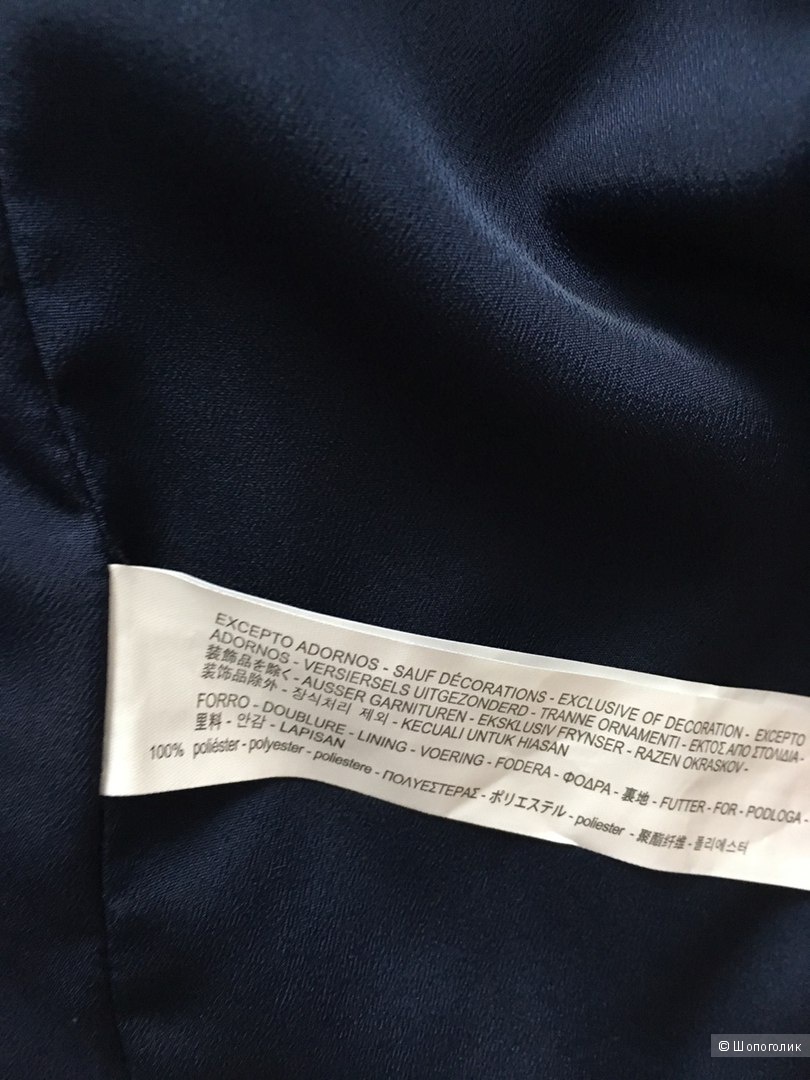 EXCEPTO ADORNOS - SAUF DÉCORATIONS - EXCLUSIVE OF DECORATION - EXCEPTO
ADORNOS - VERSIERSELS UITGEZONDERD - TRANNE ORNAMENTI - ΕΚΤΟΣ ΑΠΟ ΣΤΟΛΙΔΙΑ -
装飾品を除く - AUSSER GARNITUREN - EKSKLUSIV FRYNSER - RAZEN OKRASKOV -
装饰品除外 - 장식처리 제외 - KECUALI UNTUK HIASAN
FORRO - DOUBLURE - LINING - VOERING - FODERA - ΦΟΔΡΑ - 裏地 - FUTTER - FOR - PODLOGA -
里料 - 안감 - LAPISAN
100% poliéster - polyester - poliestere - ΠΟΛΥΕΣΤΕΡΑΣ - ポリエステル - poliester - 聚酯纤维 - 폴리에스터
© Шопоголик